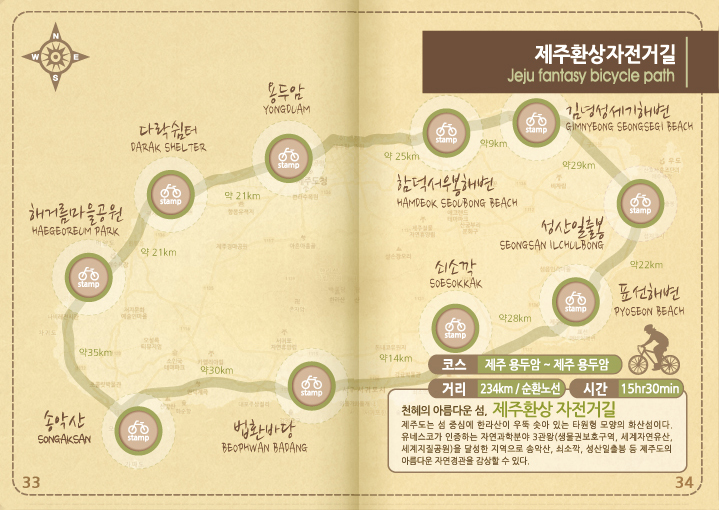 N
W
E
S
제주환상자전거길
Jeju fantasy bicycle path
용두암
YONGDUAM
stamp
다락쉼터
DARAK SHELTER
stamp
약 21km
해거름마을공원
HAEGEOREUM PARK
stamp
약 21km
약35km
송악산
SONGAKSAN
stamp
약30km
법환바당
BEOPHWAN BADANG
stamp
약14km
쇠소깍
SOESOKKAK
stamp
약28km
표선해변
PYOSEON BEACH
stamp
약22km
성산일출봉
SEONGSAN ILCHULBONG
stamp
약29km
김녕성세기해변
GIMNYEONG SEONGSEGI BEACH
stamp
약9km
함덕서우봉해변
HAMDEOK SEOLBONG BEACH
stamp
약 25km
코스 제주 용두암 ~ 제주 용두암
거리 234km / 순환노선 시간 15hr30min
천혜의 아름다운 섬, 제주환상 자전거길
제주도는 섬 중심에 한라산이 우뚝 솟아 있는 타원형 모양의 화산섬이다.
유네스코가 인증하는 자연과학분야 3관왕(생물권보호구역, 세계자연유산,
세계지질공원)을 달성한 지역으로 송악산, 쇠소깍, 성산일출봉 등 제주도의
아름다운 자연경관을 감상할 수 있다.
33
34